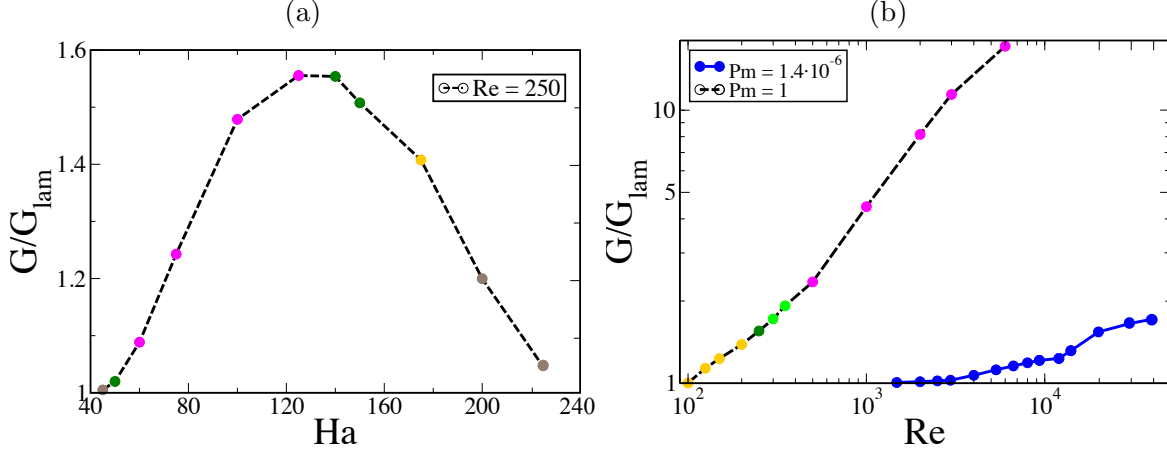 (a)
(b)
1.6
1.4
1.2
1
G/G_lam
Re = 250
40 80 120 160 200 240
Ha
10
5
1
G/G_lam
Pm = 1.4·10^-6
Pm = 1
10^2 10^3 10^4
Re